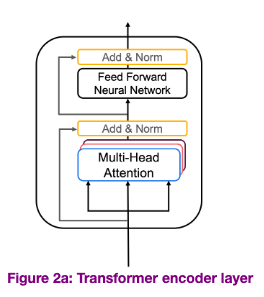 Add & Norm
Feed Forward
Neural Network
Add & Norm
Multi-Head
Attention
Figure 2a: Transformer encoder layer